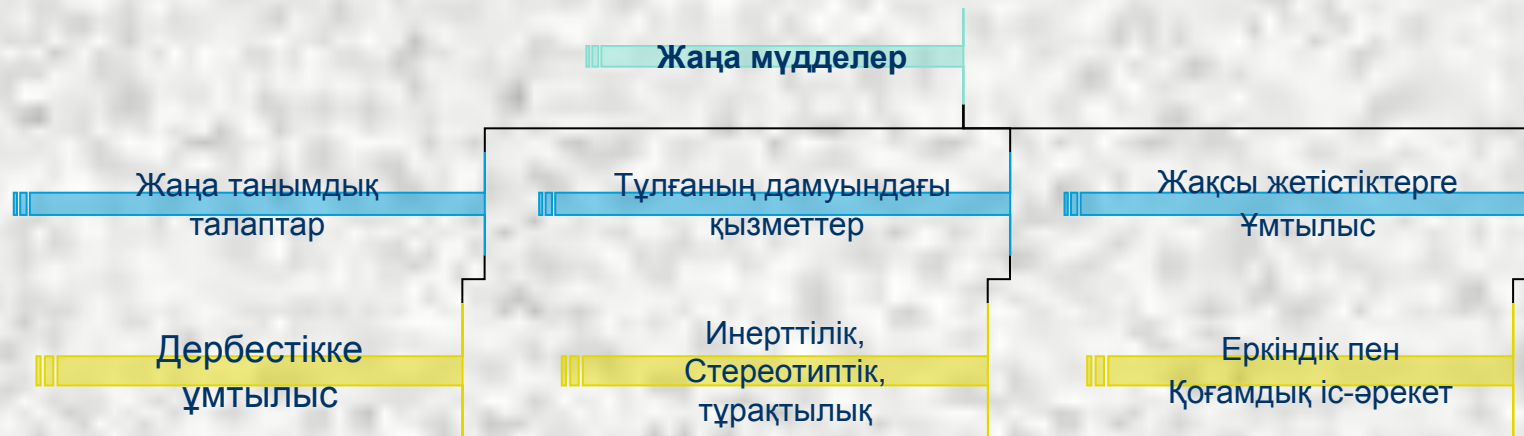 Жаңа мүдделер
Жаңа танымдық
талаптар
Тұлғаның дамуындағы
қызметтер
Жақсы жетістіктерге
Ұмтылыс
Дербестікке
ұмтылыс
Инерттілік,
Стереотиптік,
тұрақтылық
Еркіндік пен
Қоғамдық іс-әрекет